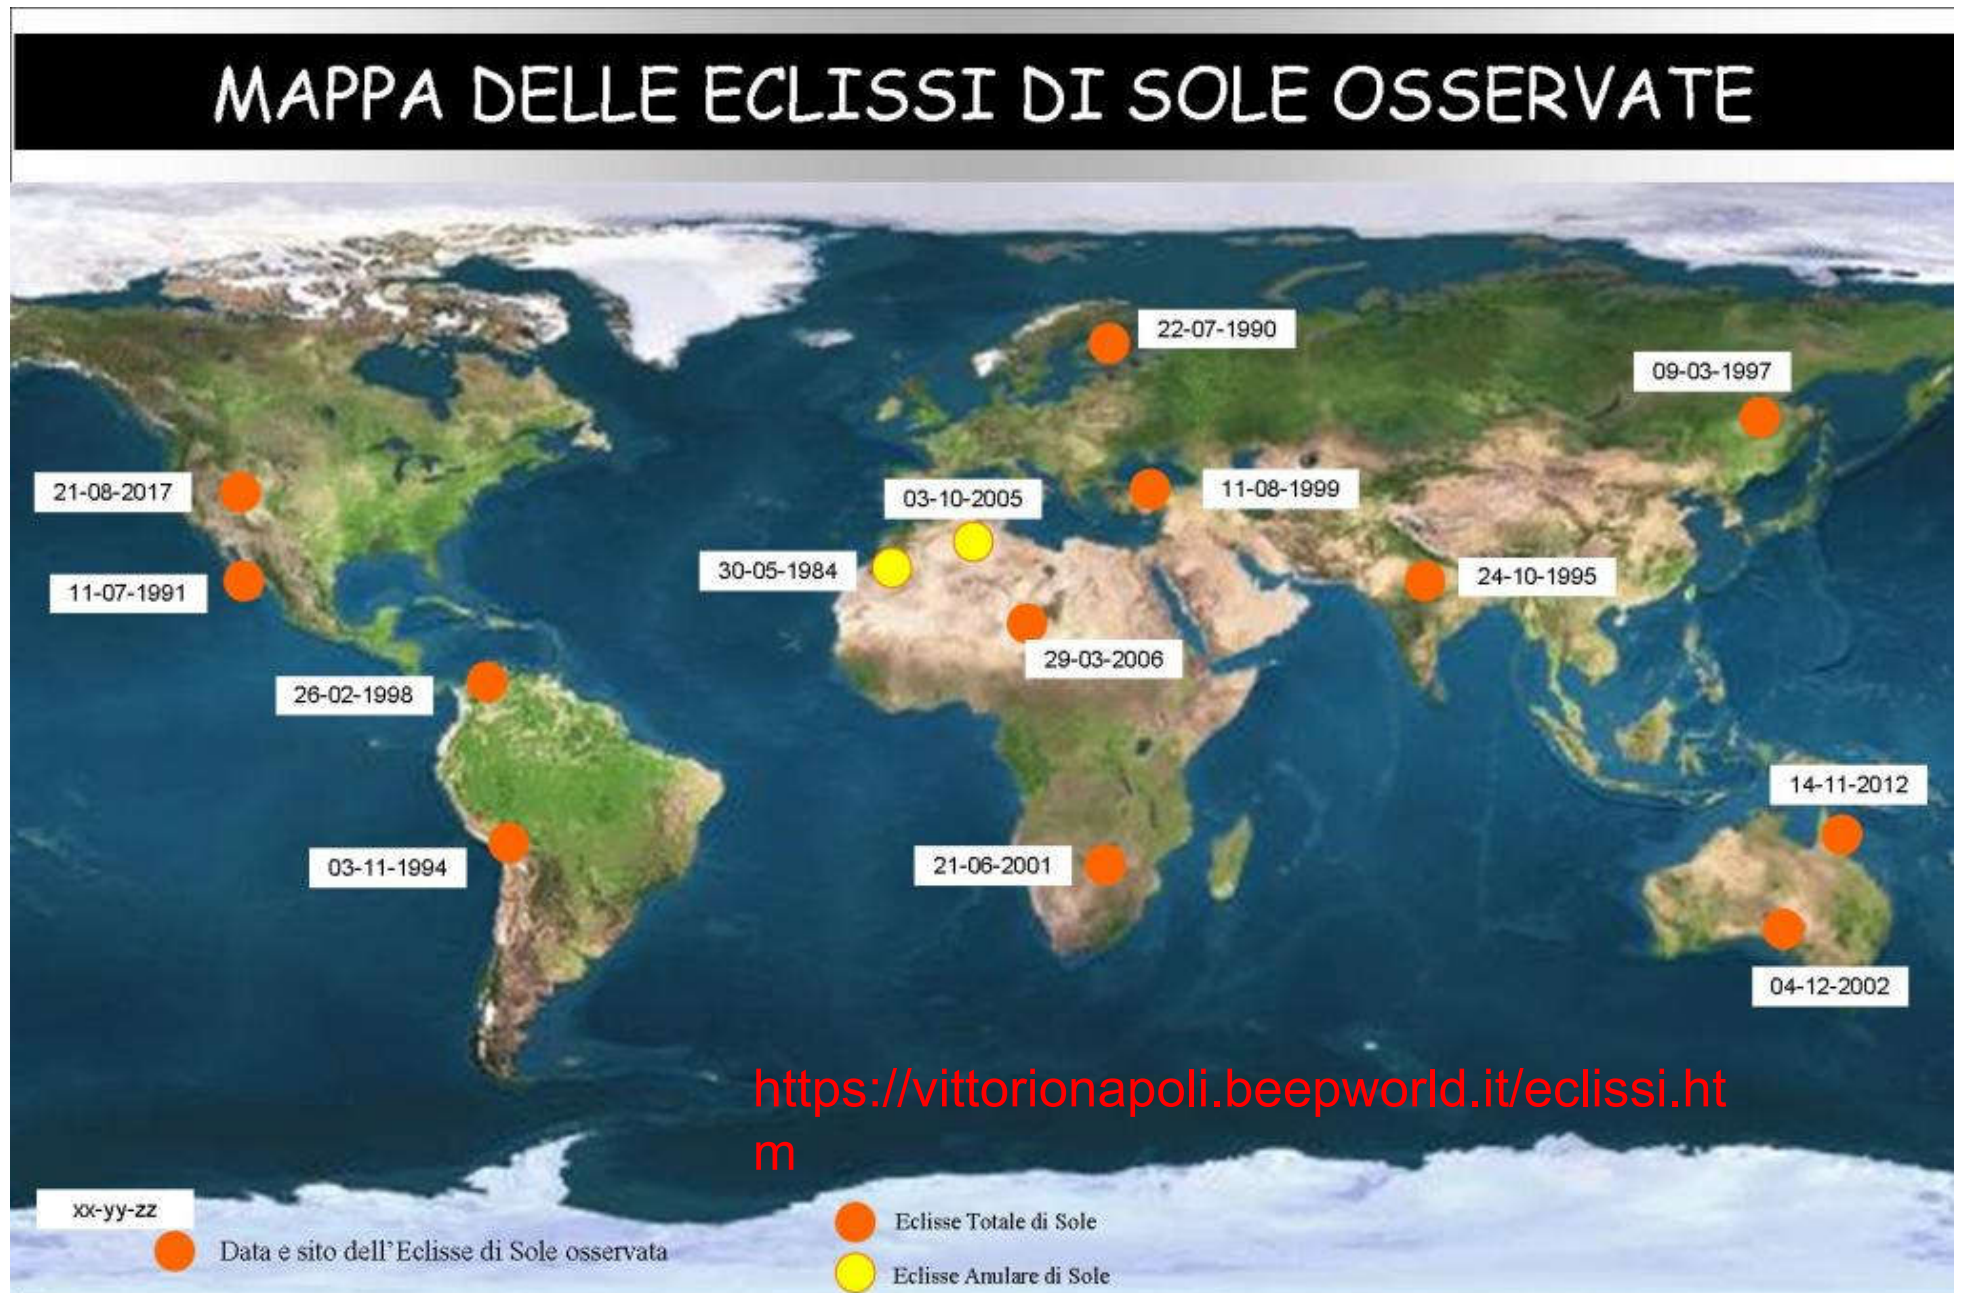 MAPPA DELLE ECLISSI DI SOLE OSSERVATE
22-07-1990
09-03-1997
21-08-2017
03-10-2005
11-08-1999
30-05-1984
11-07-1991
24-10-1995
29-03-2006
26-02-1998
14-11-2012
03-11-1994
21-06-2001
04-12-2002
https://vittorionapoli.beepworld.it/eclissi.ht
m
xx-yy-zz
Data e sito dell'Eclisse di Sole osservata
Eclisse Totale di Sole
Eclisse Anulare di Sole